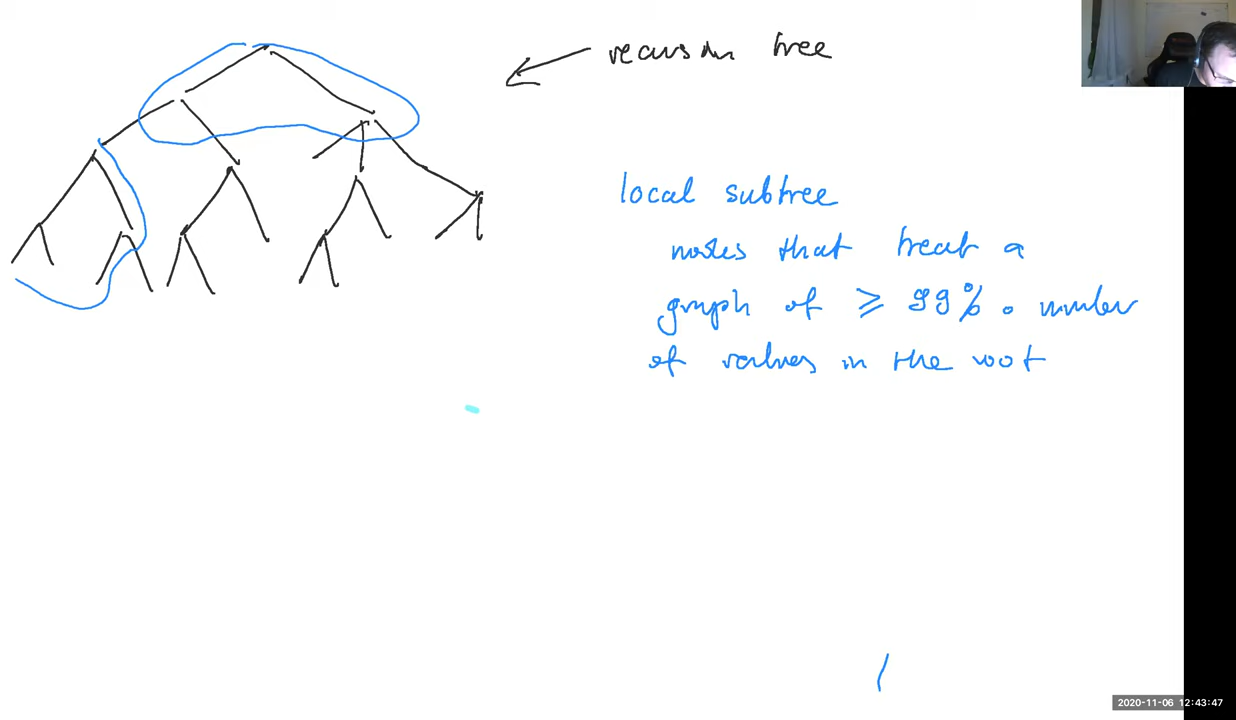 recursion tree
local subtree
nodes that treat a
graph of ≥ 99% . number
of values in the root
2020-11-06 12:43:47